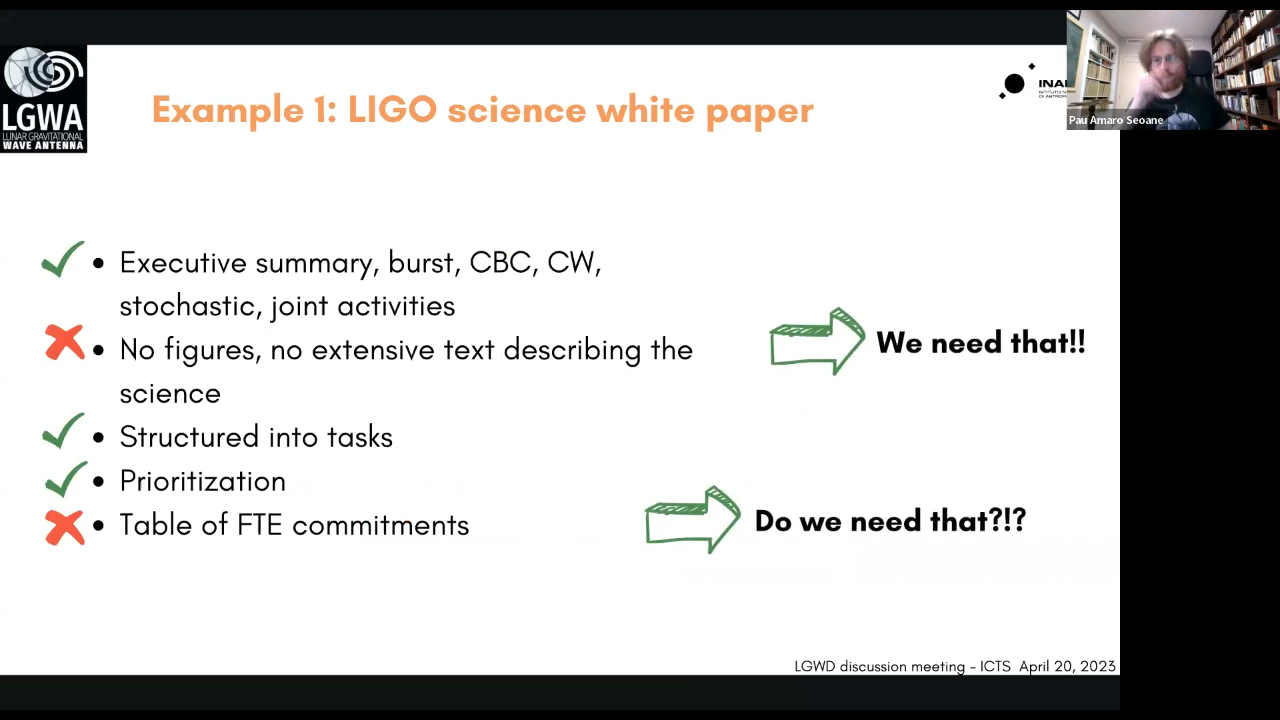 LGWA
LUNAR GRAVITATIONAL
WAVE ANTENNA
Example 1: LIGO science white paper
Pau Amaro Seoane
• Executive summary, burst, CBC, CW,
stochastic, joint activities
• No figures, no extensive text describing the
science
We need that!!
• Structured into tasks
• Prioritization
• Table of FTE commitments
Do we need that?!?
LGWD discussion meeting - ICTS April 20, 2023